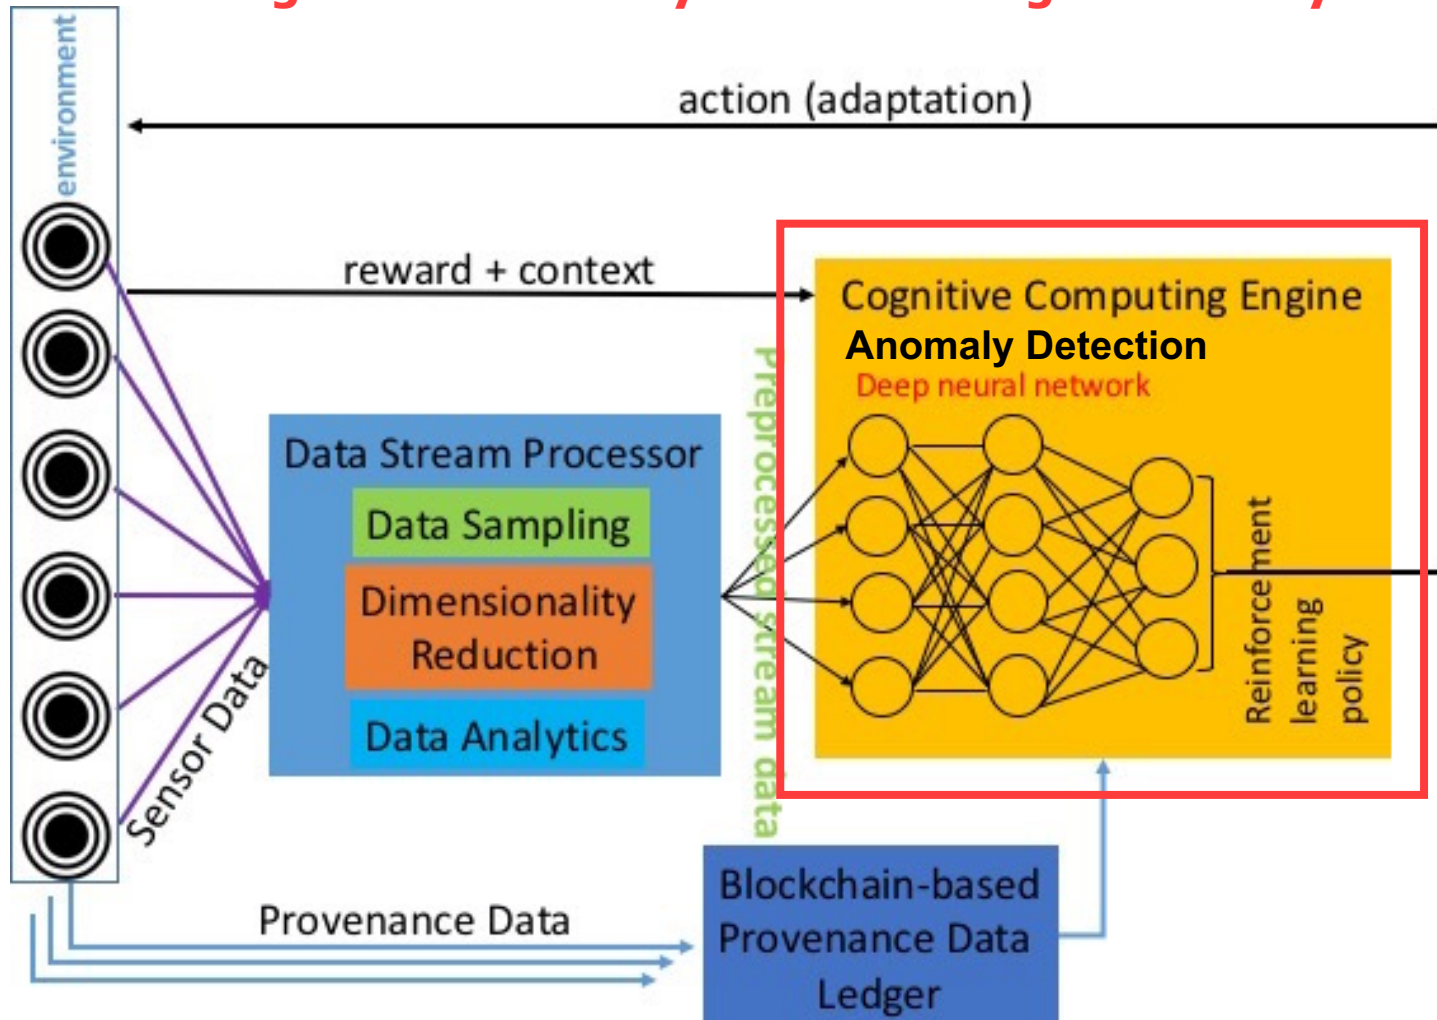 environment
action (adaptation)
reward + context
Cognitive Computing Engine
Anomaly Detection
Deep neural network
Data Stream Processor
Data Sampling
Dimensionality
Reduction
Data Analytics
Sensor Data
Preprocessed stream data
Reinforcement
learning
policy
Provenance Data
Blockchain-based
Provenance Data
Ledger